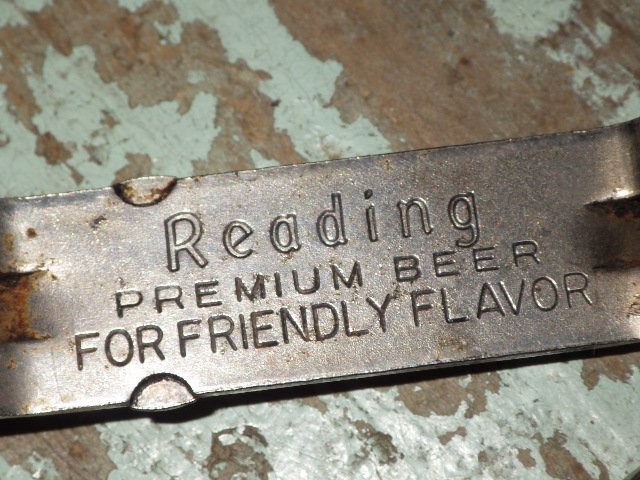 Reading
PREMIUM BEER
FOR FRIENDLY FLAVOR